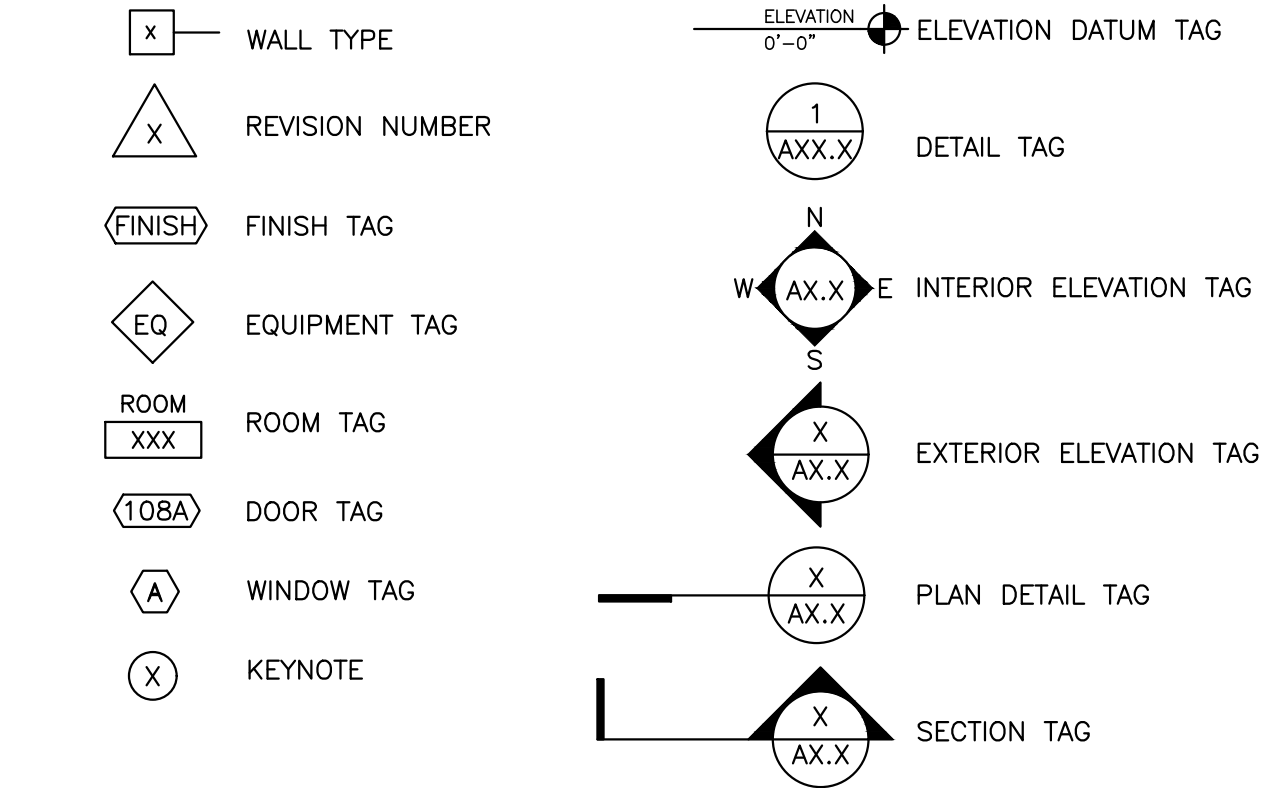 X
WALL TYPE
X
REVISION NUMBER
FINISH
FINISH TAG
EQ
EQUIPMENT TAG
ROOM
XXX
ROOM TAG
108A
DOOR TAG
A
WINDOW TAG
X
KEYNOTE
ELEVATION
0'-0"
ELEVATION DATUM TAG
1
AXX.X
DETAIL TAG
N
W AX.X E
S
INTERIOR ELEVATION TAG
X
AX.X
EXTERIOR ELEVATION TAG
X
AX.X
PLAN DETAIL TAG
X
AX.X
SECTION TAG